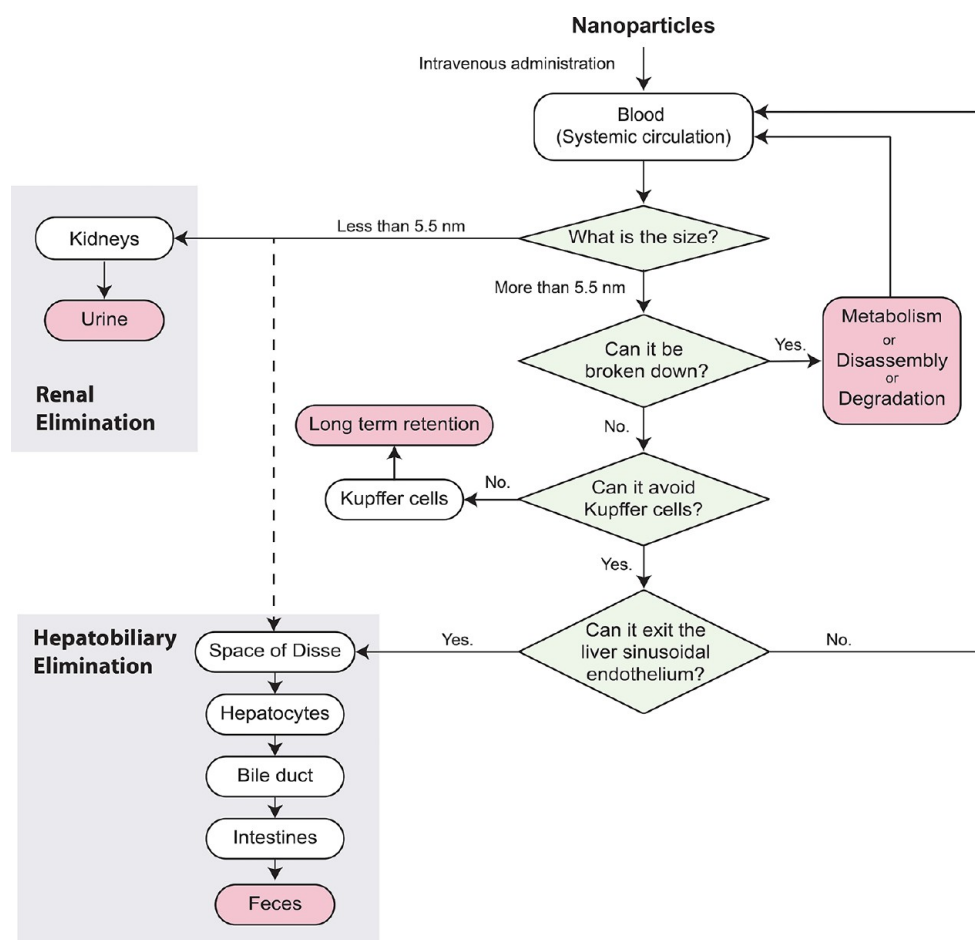 Nanoparticles
Intravenous administration
Blood
(Systemic circulation)
Less than 5.5 nm
What is the size?
Kidneys
Urine
Renal
Elimination
More than 5.5 nm
Can it be
broken down?
Yes.
Metabolism
or
Disassembly
or
Degradation
No.
Long term retention
Kupffer cells
No.
Can it avoid
Kupffer cells?
Yes.
Can it exit the
liver sinusoidal
endothelium?
No.
Yes.
Hepatobiliary
Elimination
Space of Disse
Hepatocytes
Bile duct
Intestines
Feces